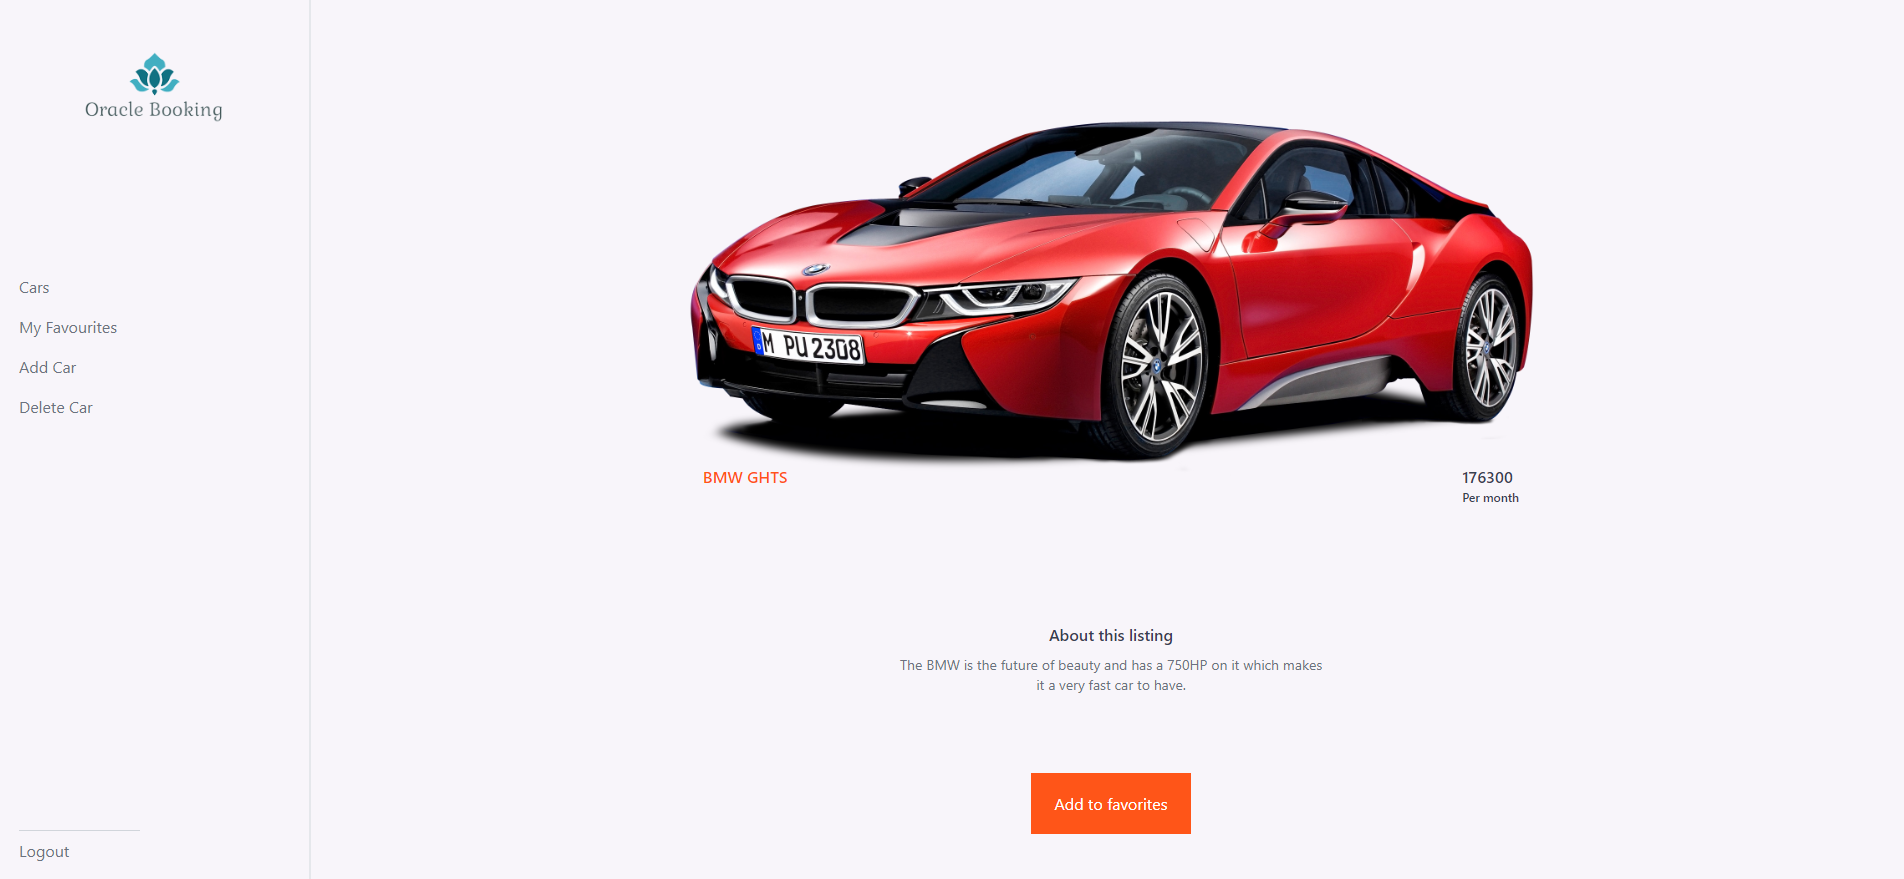 Oracle Booking
Cars
My Favourites
Add Car
Delete Car
Logout
M PU 2308
BMW GHTS
176300
Per month
About this listing
The BMW is the future of beauty and has a 750HP on it which makes
it a very fast car to have.
Add to favorites